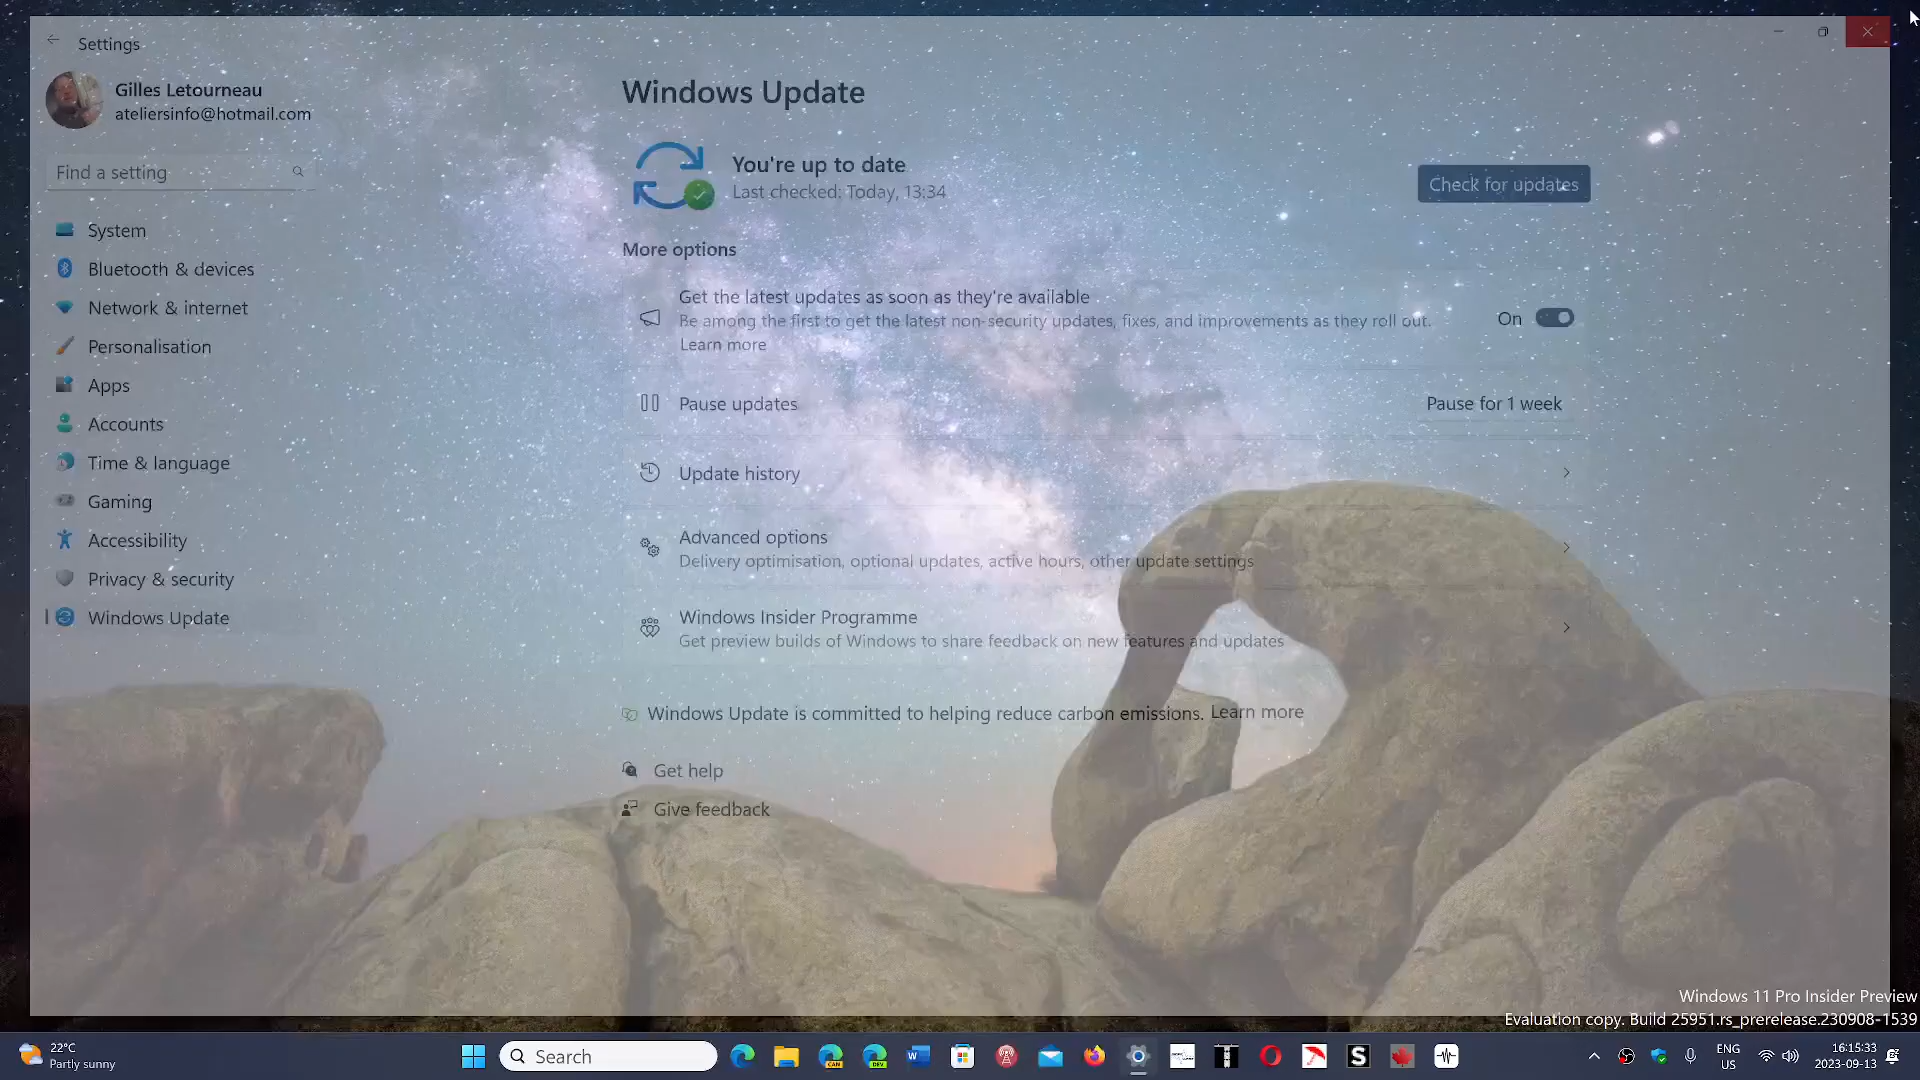 Settings
Gilles Letourneau
ateliersinfo@hotmail.com
Find a setting
System
Bluetooth & devices
Network & internet
Personalisation
Apps
Accounts
Time & language
Gaming
Accessibility
Privacy & security
Windows Update
Windows Update
You're up to date
Last checked: Today, 13:34
Check for updates
More options
Get the latest updates as soon as they're available
Be among the first to get the latest non-security updates, fixes, and improvements as they roll out.
Learn more
On
Pause updates
Pause for 1 week
Update history
Advanced options
Delivery optimisation, optional updates, active hours, other update settings
Windows Insider Programme
Get preview builds of Windows to share feedback on new features and updates
Windows Update is committed to helping reduce carbon emissions. Learn more
Get help
Give feedback
Windows 11 Pro Insider Preview
Evaluation copy. Build 25951.rs_prerelease.230908-1539
22°C
Partly sunny
Search
CAN
DEV
W
S
ENG
US
16:15:33
2023-09-13